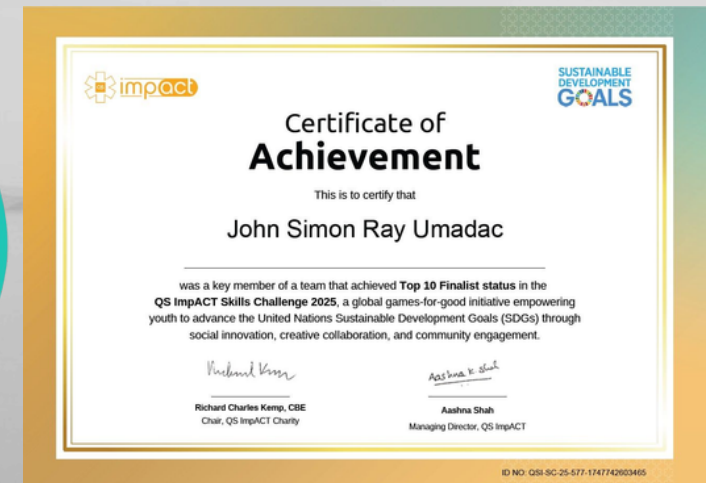 impact
SUSTAINABLE
DEVELOPMENT
GOALS
Certificate of
Achievement
This is to certify that
John Simon Ray Umadac
was a key member of a team that achieved Top 10 Finalist status in the
QS ImpACT Skills Challenge 2025, a global games-for-good initiative empowering
youth to advance the United Nations Sustainable Development Goals (SDGs) through
social innovation, creative collaboration, and community engagement.
Richard Charles Kemp, CBE
Chair, QS ImpACT Charity
Aashna K Shah
Aashna Shah
Managing Director, QS ImpACT
ID NO: QSI-SC-25-577-1747742603465